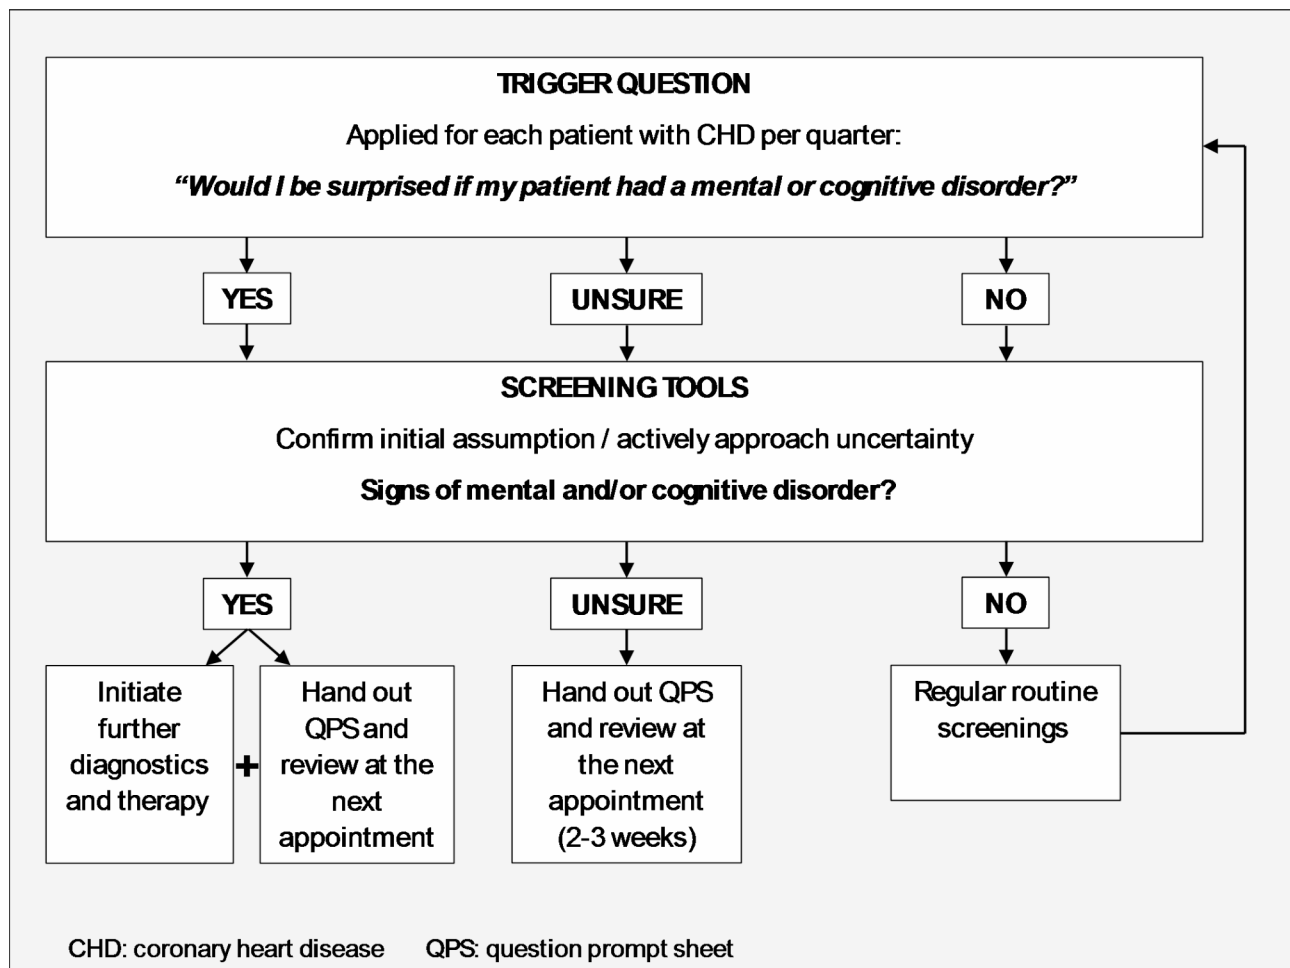 TRIGGER QUESTION
Applied for each patient with CHD per quarter:
“Would I be surprised if my patient had a mental or cognitive disorder?”
YES
UNSURE
NO
SCREENING TOOLS
Confirm initial assumption / actively approach uncertainty
Signs of mental and/or cognitive disorder?
YES
UNSURE
NO
Initiate
further
diagnostics
and therapy
+
Hand out
QPS and
review at the
next
appointment
Hand out QPS
and review at
the next
appointment
(2-3 weeks)
Regular routine
screenings
CHD: coronary heart disease
QPS: question prompt sheet